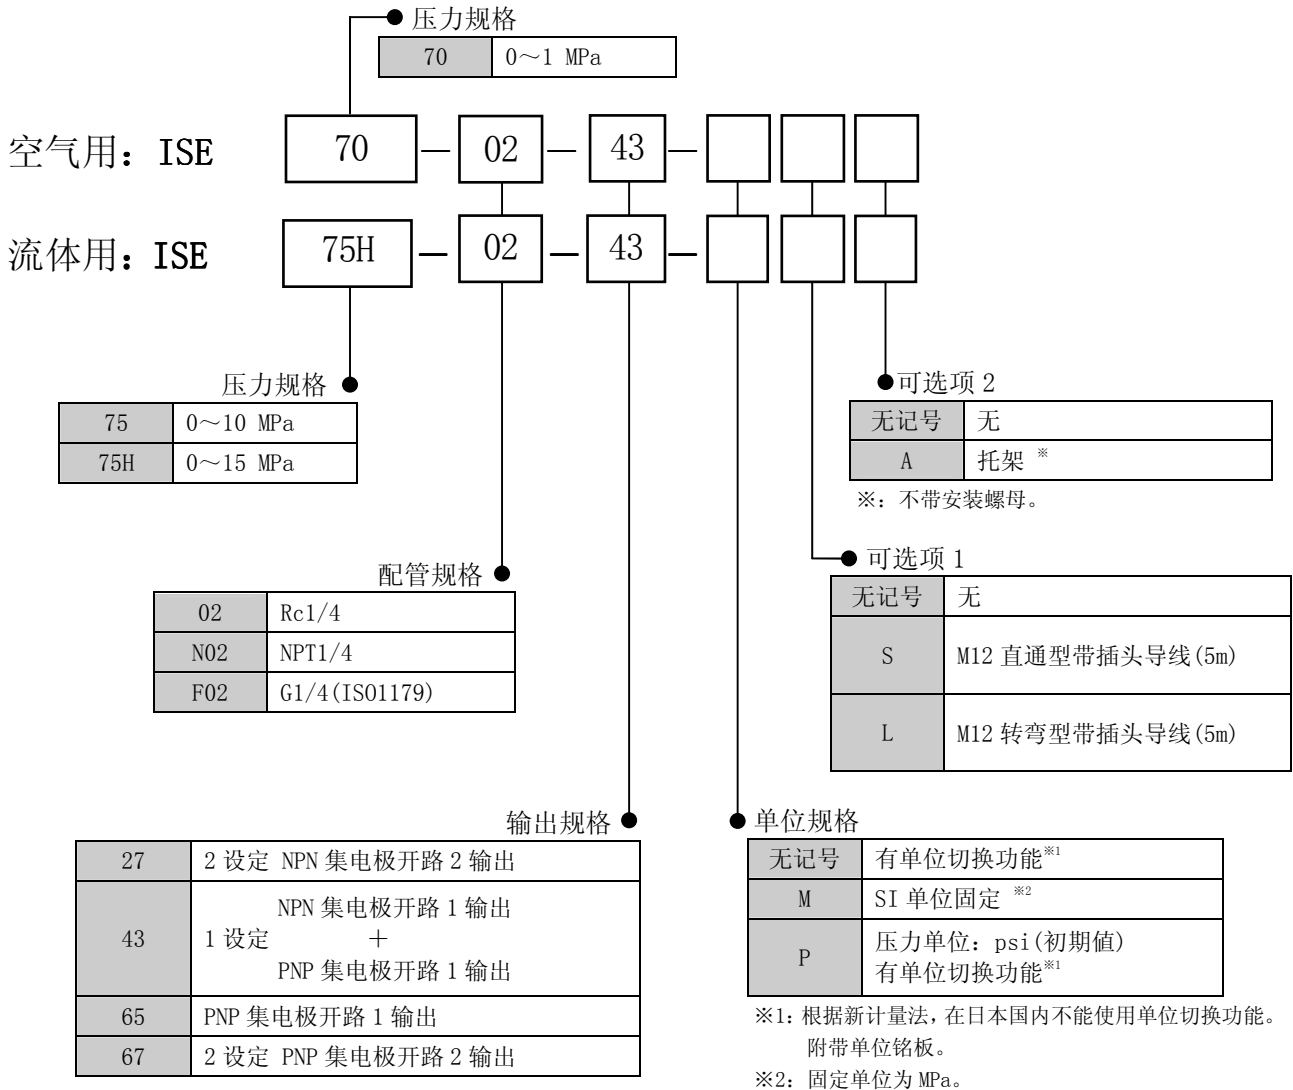 压力规格
70 0～1 MPa
空气用：ISE 70 — 02 — 43 —
流体用：ISE 75H — 02 — 43 —
压力规格
75 0～10 MPa
75H 0～15 MPa
可选项 2
无记号 无
A 托架 ※
※：不带安装螺母。
配管规格
02 Rc1/4
N02 NPT1/4
F02 G1/4(ISO1179)
可选项 1
无记号 无
S M12 直通型带插头导线(5m)
L M12 转弯型带插头导线(5m)
输出规格
27 2 设定 NPN 集电极开路 2 输出
NPN 集电极开路 1 输出
43 1 设定 ＋
PNP 集电极开路 1 输出
65 PNP 集电极开路 1 输出
67 2 设定 PNP 集电极开路 2 输出
单位规格
无记号 有单位切换功能※1
M SI 单位固定 ※2
P 压力单位：psi(初期値)
有单位切换功能※1
※1：根据新计量法，在日本国内不能使用单位切换功能。
附带单位铭板。
※2：固定单位为 MPa。